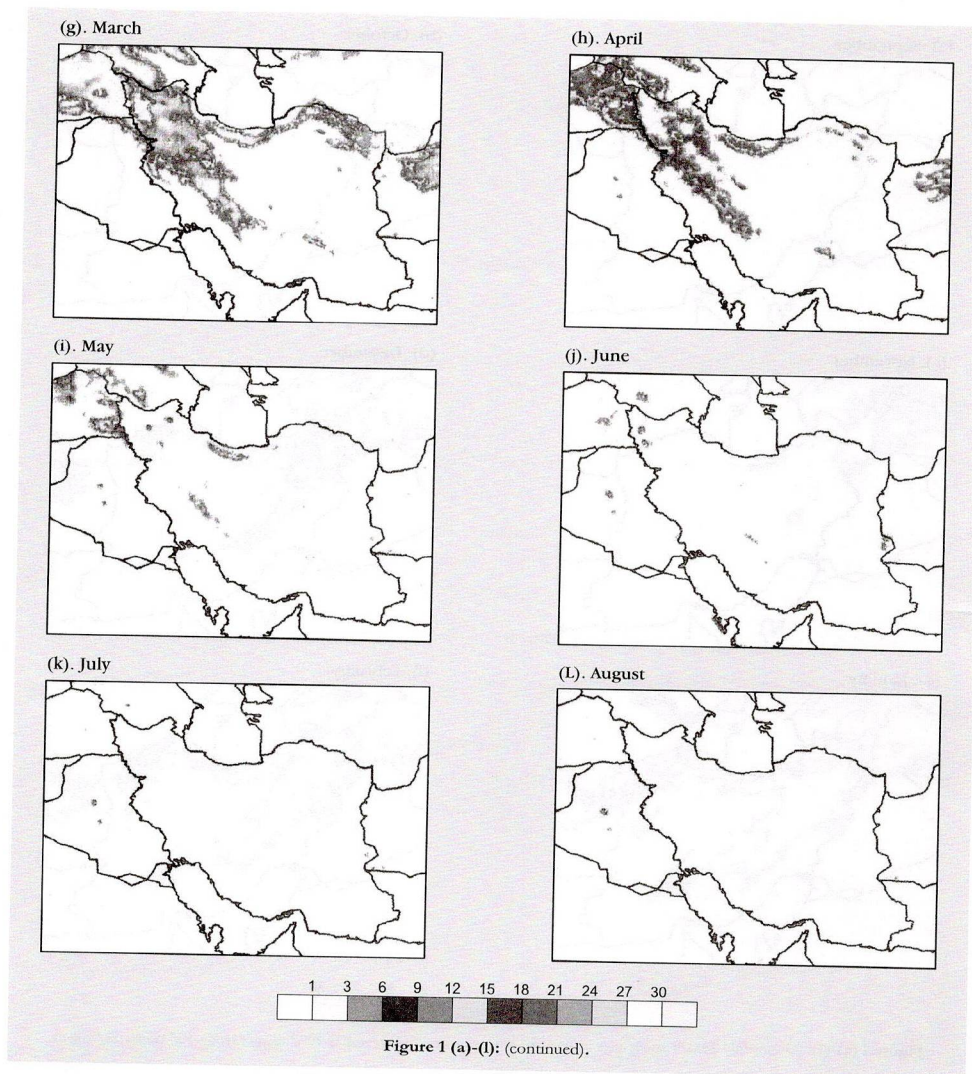 (g). March
(h). April
(i). May
(j). June
(k). July
(L). August
1 3 6 9 12 15 18 21 24 27 30
Figure 1 (a)-(l): (continued).